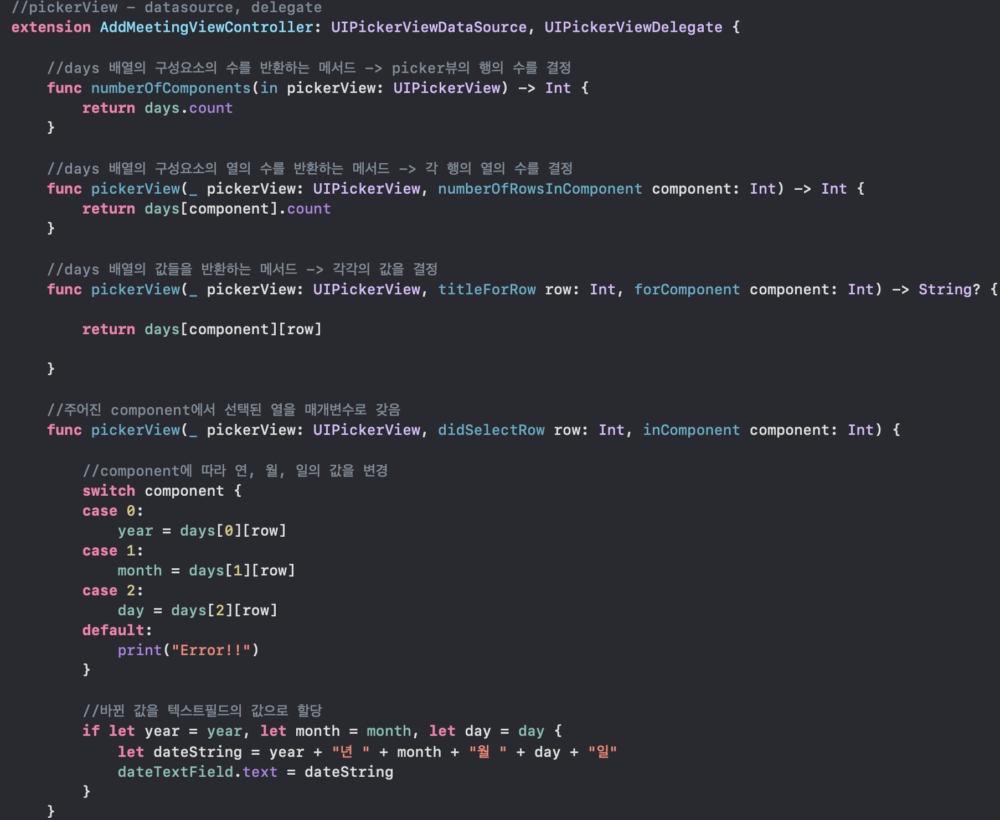 //pickerView - datasource, delegate
extension AddMeetingViewController: UIPickerViewDataSource, UIPickerViewDelegate {
//days 배열의 구성요소의 수를 반환하는 메서드 -> picker뷰의 행의 수를 결정
func numberOfComponents(in pickerView: UIPickerView) -> Int {
return days.count
}
//days 배열의 구성요소의 열의 수를 반환하는 메서드 -> 각 행의 열의 수를 결정
func pickerView(_ pickerView: UIPickerView, numberOfRowsInComponent component: Int) -> Int {
return days[component].count
}
//days 배열의 값들을 반환하는 메서드 -> 각각의 값을 결정
func pickerView(_ pickerView: UIPickerView, titleForRow row: Int, forComponent component: Int) -> String? {
return days[component][row]
}
//주어진 component에서 선택된 열을 매개변수로 갖음
func pickerView(_ pickerView: UIPickerView, didSelectRow row: Int, inComponent component: Int) {
//component에 따라 연, 월, 일의 값을 변경
switch component {
case 0:
year = days[0][row]
case 1:
month = days[1][row]
case 2:
day = days[2][row]
default:
print("Error!!")
}
//바뀐 값을 텍스트필드의 값으로 할당
if let year = year, let month = month, let day = day {
let dateString = year + "년 " + month + "월 " + day + "일"
dateTextField.text = dateString
}
}